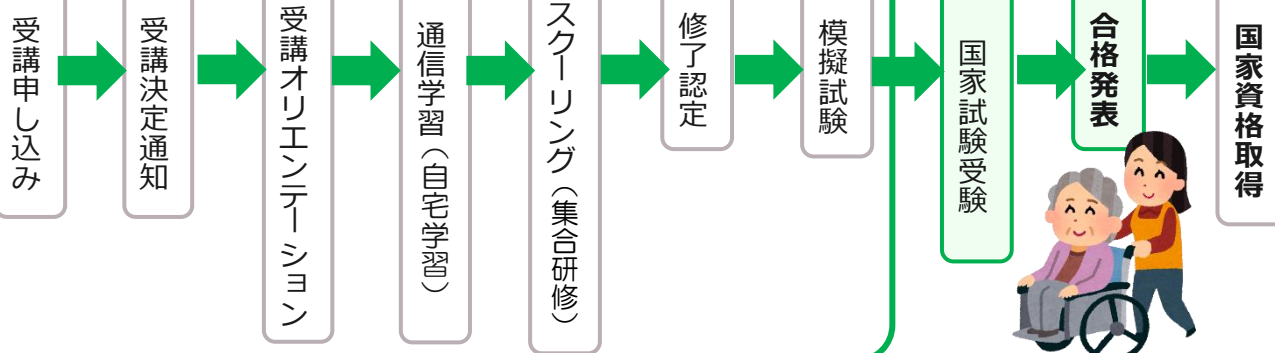 受講申し込み
受講決定通知
受講オリエンテーション
通信学習（自宅学習）
スクーリング（集合研修）
修了認定
模擬試験
国家試験受験
合格発表
国家資格取得